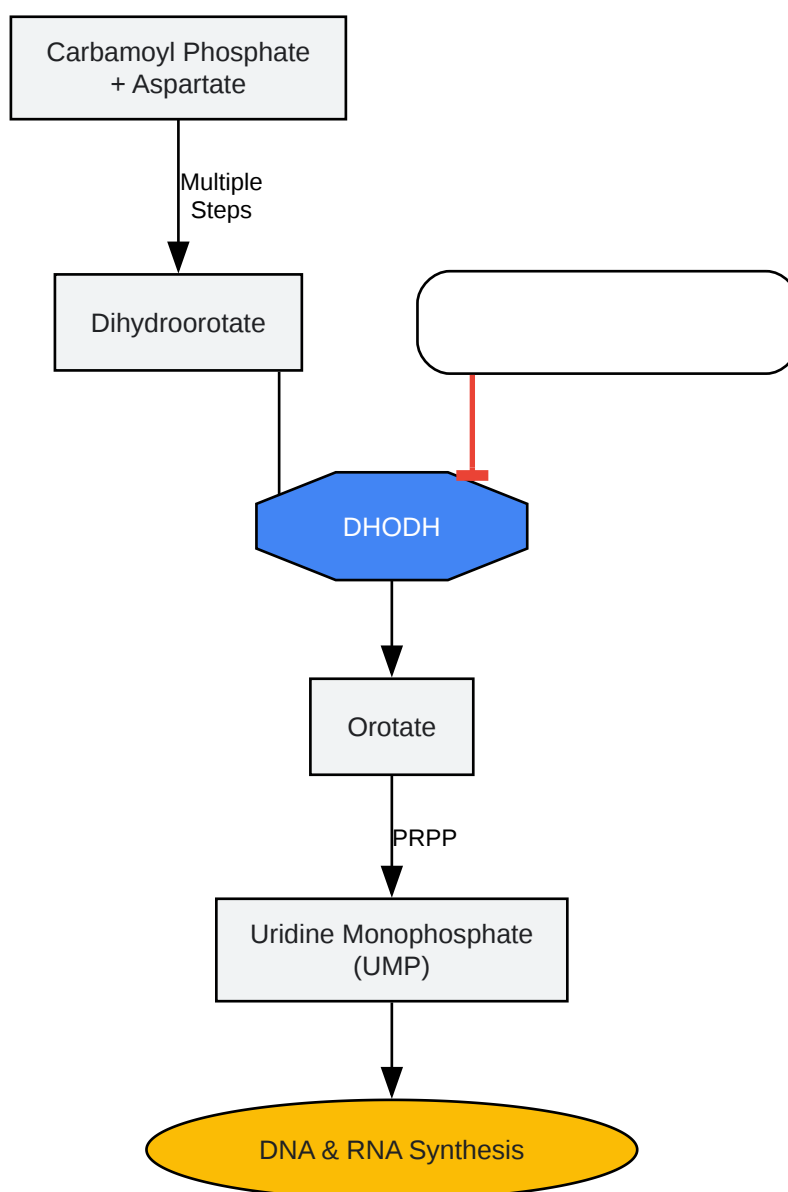 Carbamoyl Phosphate
+ Aspartate
Multiple
Steps
Dihydroorotate
DHODH
Orotate
PRPP
Uridine Monophosphate
(UMP)
DNA & RNA Synthesis